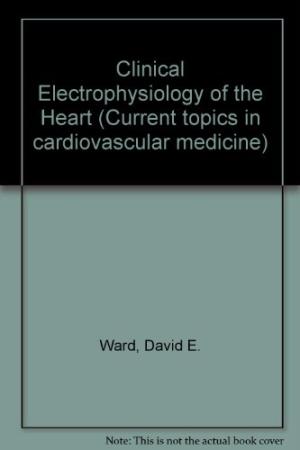 Clinical
Electrophysiology of the
Heart (Current topics in
cardiovascular medicine)
Ward, David E.
Note: This is not the actual book cover